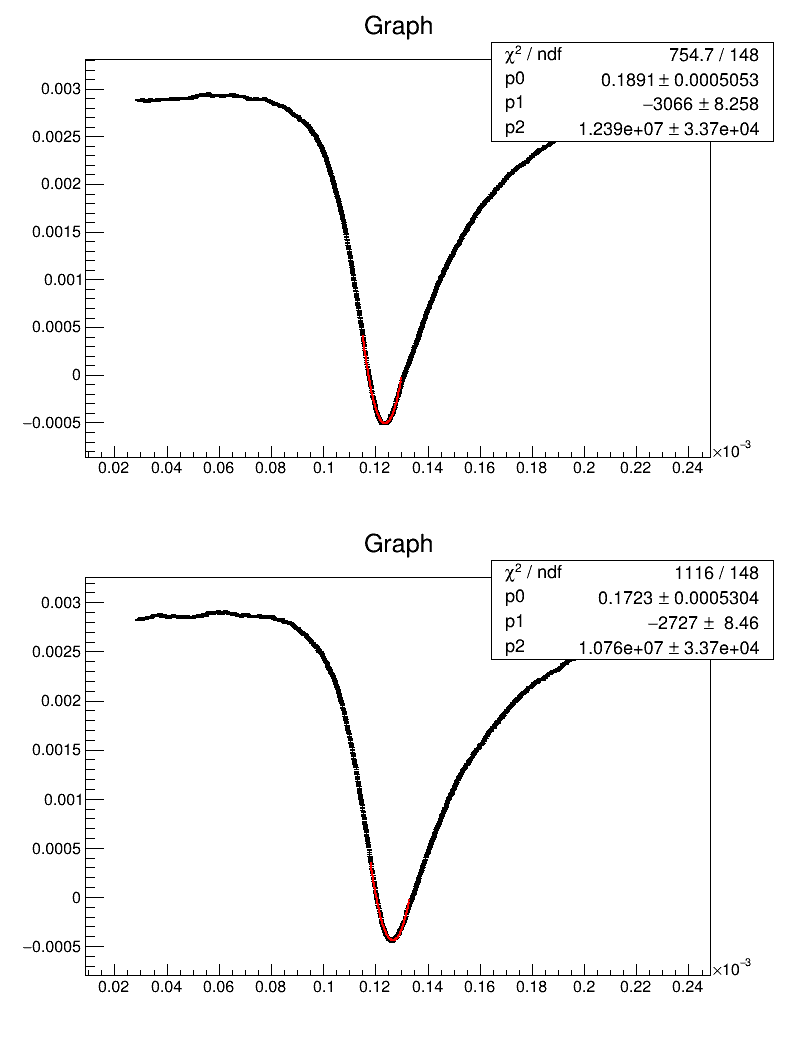 Graph
χ² / ndf 754.7 / 148
p0 0.1891 ± 0.0005053
p1 −3066 ± 8.258
p2 1.239e+07 ± 3.37e+04
0.003
0.0025
0.002
0.0015
0.001
0.0005
0
−0.0005
×10⁻³
0.02 0.04 0.06 0.08 0.1 0.12 0.14 0.16 0.18 0.2 0.22 0.24
Graph
χ² / ndf 1116 / 148
p0 0.1723 ± 0.0005304
p1 −2727 ± 8.46
p2 1.076e+07 ± 3.37e+04
0.003
0.0025
0.002
0.0015
0.001
0.0005
0
−0.0005
×10⁻³
0.02 0.04 0.06 0.08 0.1 0.12 0.14 0.16 0.18 0.2 0.22 0.24